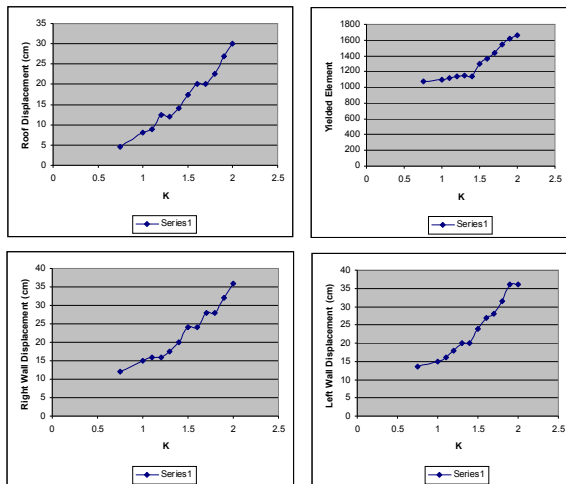 Roof Displacement (cm)
35
30
25
20
15
10
5
0
0 0.5 1 1.5 2 2.5
K
Series1
Yielded Element
1800
1600
1400
1200
1000
800
600
400
200
0
0 0.5 1 1.5 2 2.5
K
Series1
Right Wall Displacement (cm)
40
35
30
25
20
15
10
5
0
0 0.5 1 1.5 2 2.5
K
Series1
Left Wall Displacement (cm)
40
35
30
25
20
15
10
5
0
0 0.5 1 1.5 2 2.5
K
Series1